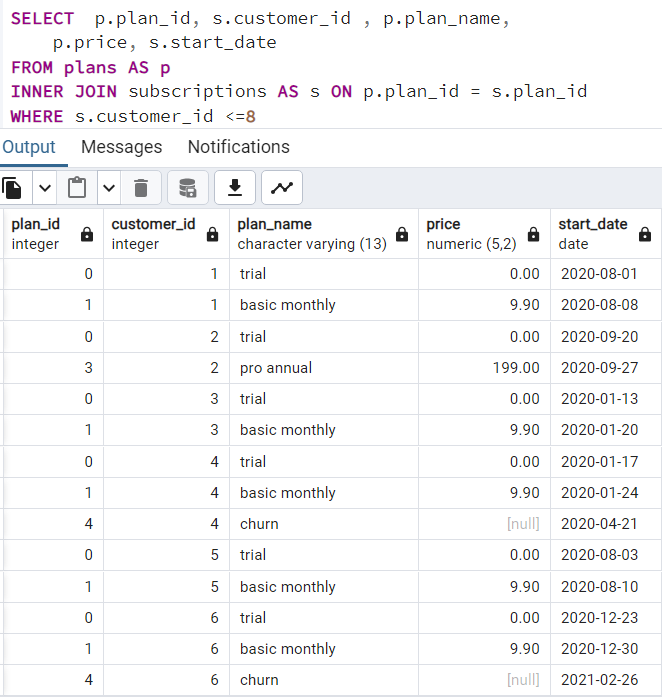 SELECT  p.plan_id, s.customer_id , p.plan_name,
    p.price, s.start_date
FROM plans AS p
INNER JOIN subscriptions AS s ON p.plan_id = s.plan_id
WHERE s.customer_id <=8
Output Messages Notifications
plan_id customer_id plan_name price start_date
integer integer character varying (13) numeric (5,2) date
0 1 trial 0.00 2020-08-01
1 1 basic monthly 9.90 2020-08-08
0 2 trial 0.00 2020-09-20
3 2 pro annual 199.00 2020-09-27
0 3 trial 0.00 2020-01-13
1 3 basic monthly 9.90 2020-01-20
0 4 trial 0.00 2020-01-17
1 4 basic monthly 9.90 2020-01-24
4 4 churn [null] 2020-04-21
0 5 trial 0.00 2020-08-03
1 5 basic monthly 9.90 2020-08-10
0 6 trial 0.00 2020-12-23
1 6 basic monthly 9.90 2020-12-30
4 6 churn [null] 2021-02-26